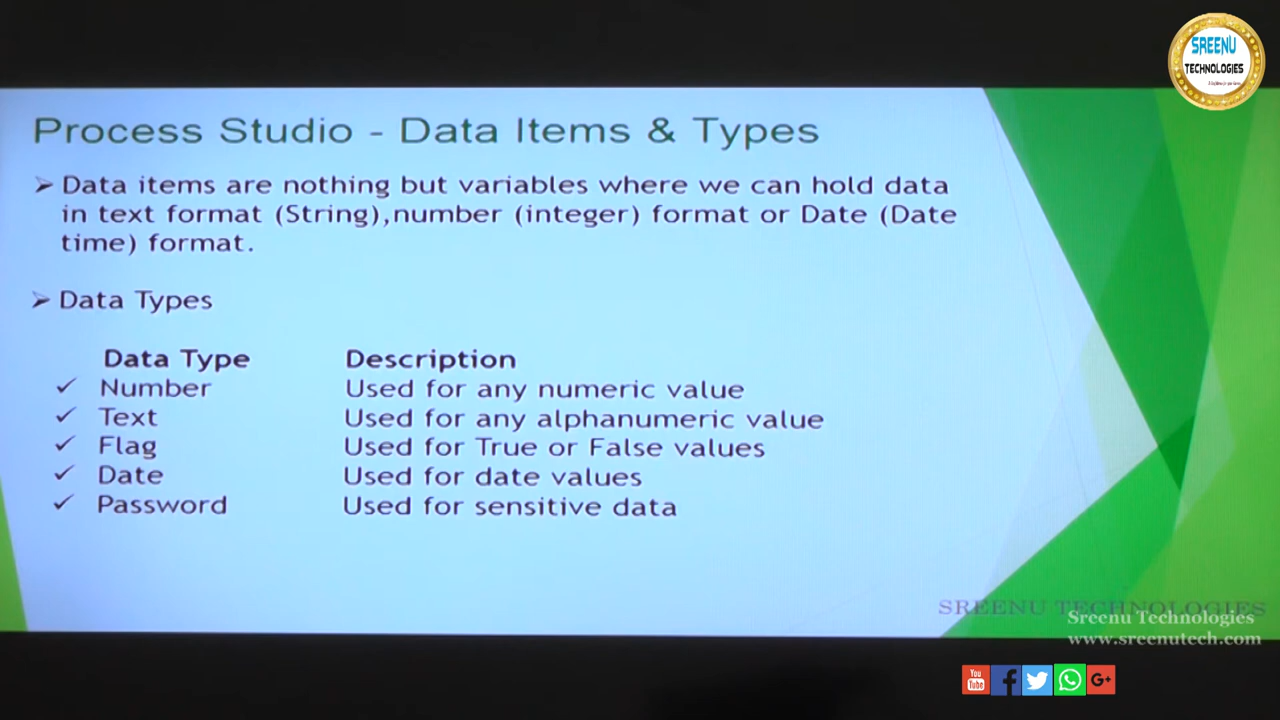 SREENU
TECHNOLOGIES
Process Studio - Data Items & Types
➢ Data items are nothing but variables where we can hold data
in text format (String),number (integer) format or Date (Date
time) format.
➢ Data Types
Data Type Description
✓ Number Used for any numeric value
✓ Text Used for any alphanumeric value
✓ Flag Used for True or False values
✓ Date Used for date values
✓ Password Used for sensitive data
SREENU TECHNOLOGIES
Sreenu Technologies
www.sreenutech.com
You
Tube
f
G+